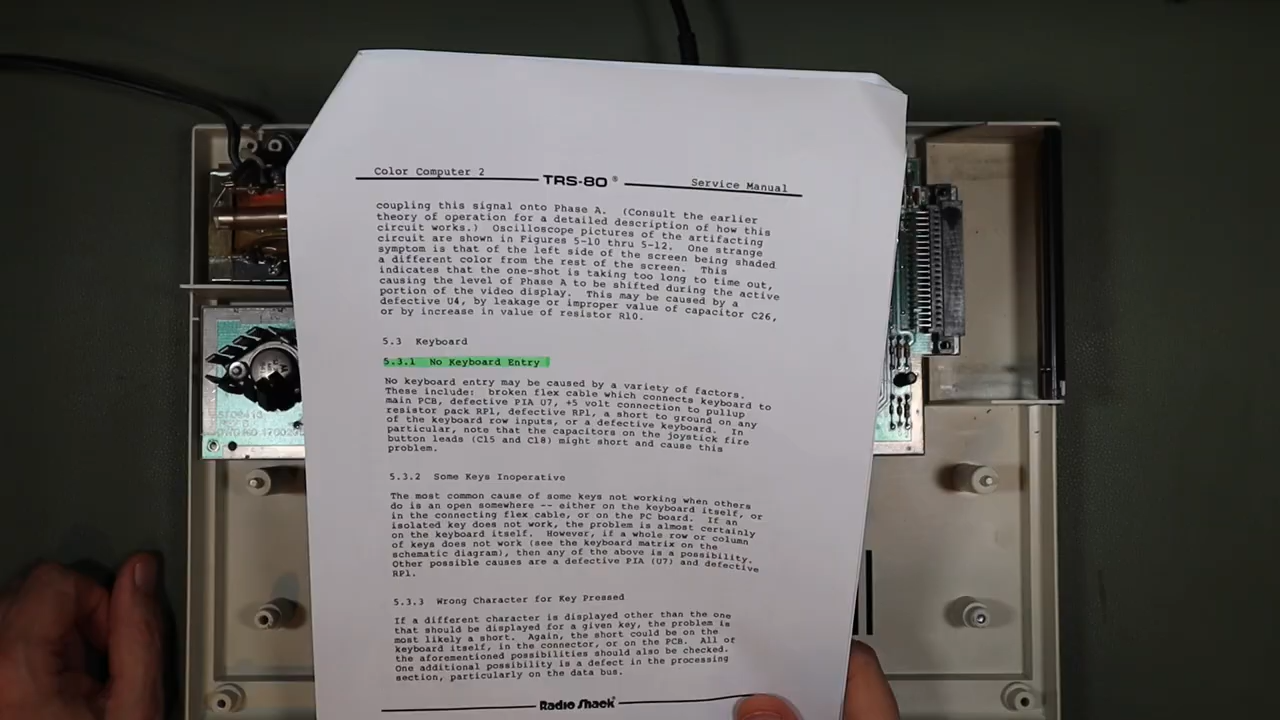 Color Computer 2
TRS-80 ®
Service Manual
coupling this signal onto Phase A. (Consult the earlier
theory of operation for a detailed description of how this
circuit works.) Oscilloscope pictures of the artifacting
circuit are shown in Figures 5-10 thru 5-12. One strange
symptom is that of the left side of the screen being shaded
a different color from the rest of the screen. This
indicates that the one-shot is taking too long to time out,
causing the level of Phase A to be shifted during the active
portion of the video display. This may be caused by a
defective U4, by leakage or improper value of capacitor C26,
or by increase in value of resistor R10.
5.3 Keyboard
5.3.1 No Keyboard Entry
No keyboard entry may be caused by a variety of factors.
These include: broken flex cable which connects keyboard to
main PCB, defective PIA U7, +5 volt connection to pullup
resistor pack RP1, defective RP1, a short to ground on any
of the keyboard row inputs, or a defective keyboard. In
particular, note that the capacitors on the joystick fire
button leads (C15 and C18) might short and cause this
problem.
5.3.2 Some Keys Inoperative
The most common cause of some keys not working when others
do is an open somewhere -- either on the keyboard itself, or
in the connecting flex cable, or on the PC board. If an
isolated key does not work, the problem is almost certainly
on the keyboard itself. However, if a whole row or column
of keys does not work (see the keyboard matrix on the
schematic diagram), then any of the above is a possibility.
Other possible causes are a defective PIA (U7) and defective
RP1.
5.3.3 Wrong Character for Key Pressed
If a different character is displayed other than the one
that should be displayed for a given key, the problem is
most likely a short. Again, the short could be on the
keyboard itself, in the connector, or on the PCB. All of
the aforementioned possibilities should also be checked.
One additional possibility is a defect in the processing
section, particularly on the data bus.
Radio Shack